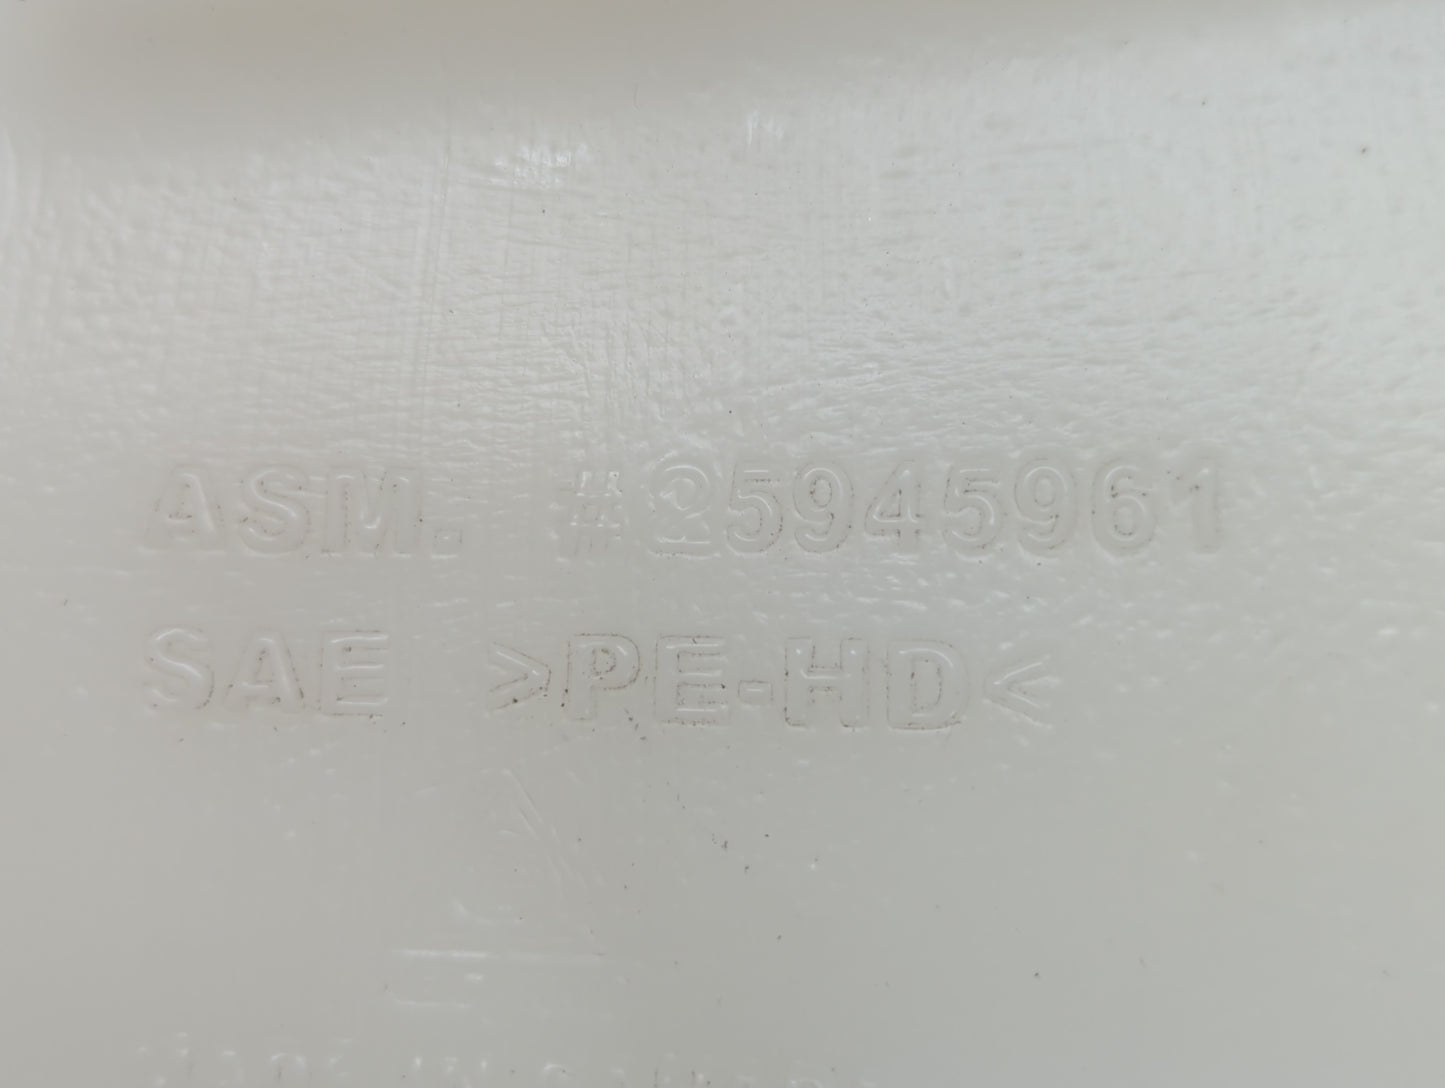 ASM. #25945961
SAE >PE-HD<